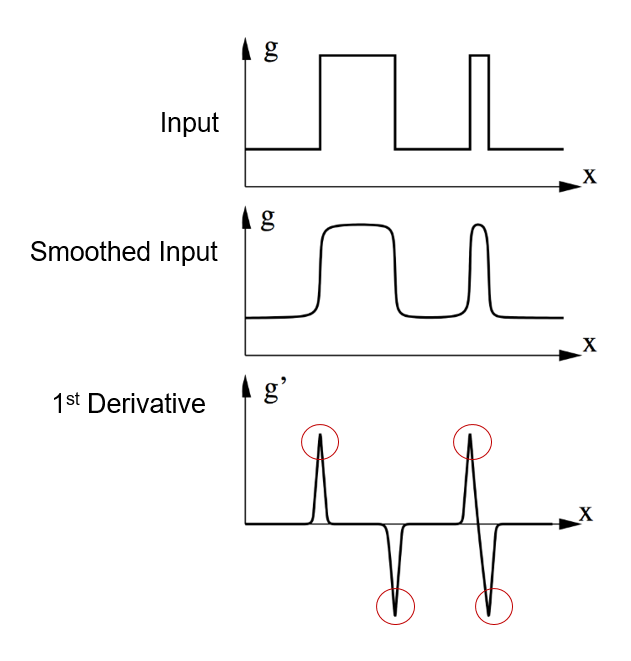 g
Input
x
g
Smoothed Input
x
g’
1st Derivative
x